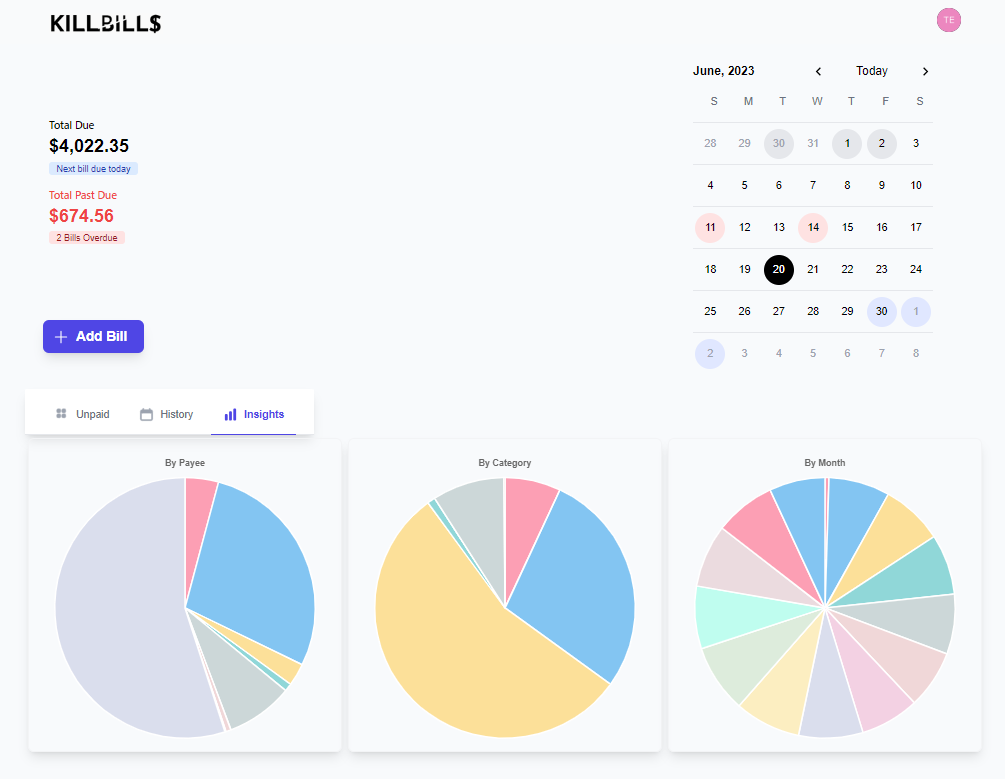 KILLBILL$
TE
June, 2023
Today
S M T W T F S
28 29 30 31 1 2 3
4 5 6 7 8 9 10
11 12 13 14 15 16 17
18 19 20 21 22 23 24
25 26 27 28 29 30 1
2 3 4 5 6 7 8
Total Due
$4,022.35
Next bill due today
Total Past Due
$674.56
2 Bills Overdue
Add Bill
Unpaid History Insights
By Payee By Category By Month